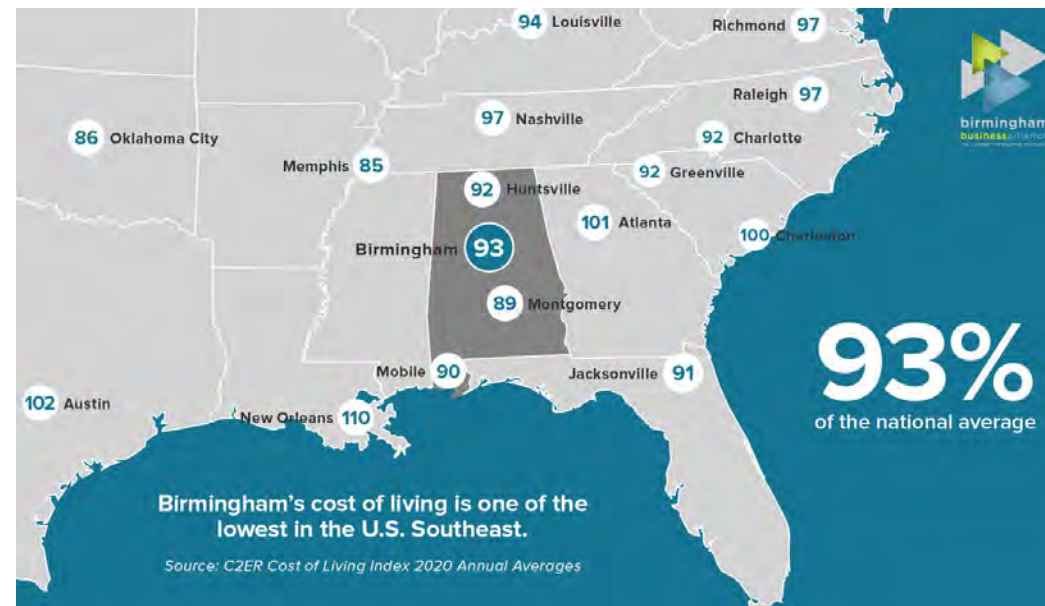 94 Louisville
Richmond 97
Raleigh 97
birmingham
businessalliance
97 Nashville
86 Oklahoma City
92 Charlotte
Memphis 85
92 Greenville
92 Huntsville
101 Atlanta
100 Charleston
Birmingham 93
89 Montgomery
Mobile 90
Jacksonville 91
102 Austin
New Orleans 110
93%
of the national average
Birmingham's cost of living is one of the
lowest in the U.S. Southeast.
Source: C2ER Cost of Living Index 2020 Annual Averages